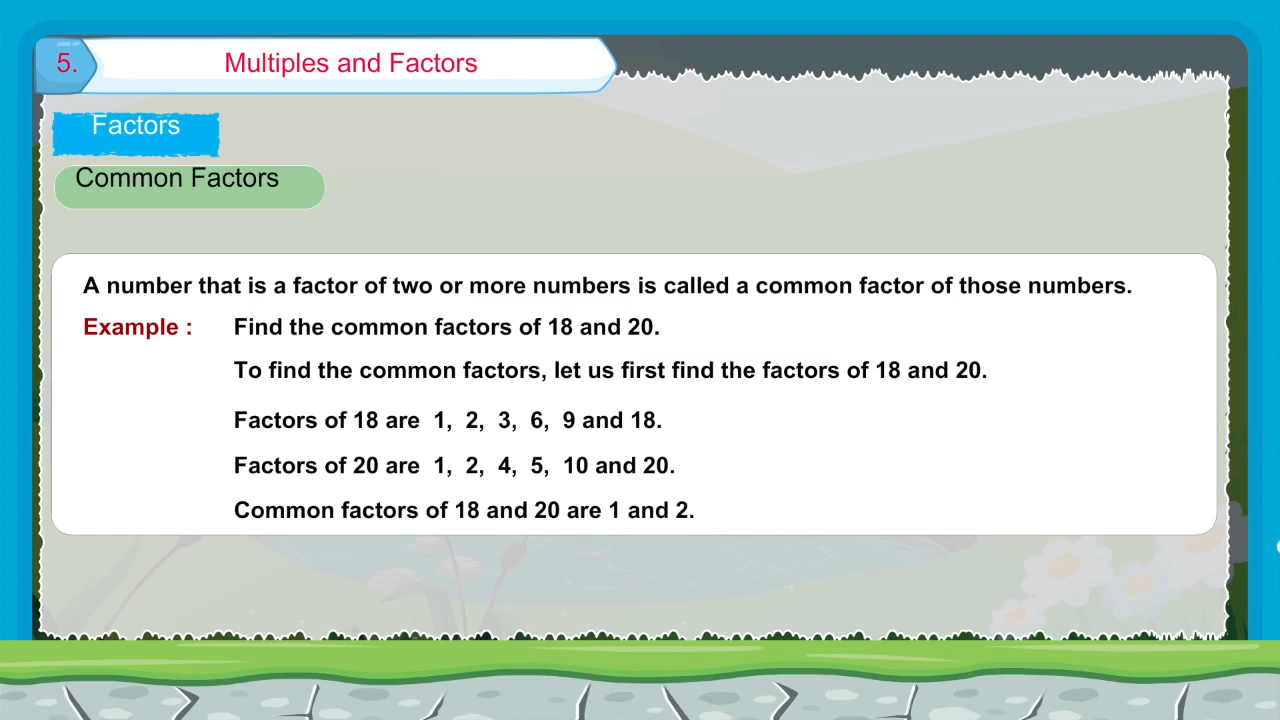 5. Multiples and Factors
Factors
Common Factors
A number that is a factor of two or more numbers is called a common factor of those numbers.
Example : Find the common factors of 18 and 20.
To find the common factors, let us first find the factors of 18 and 20.
Factors of 18 are 1, 2, 3, 6, 9 and 18.
Factors of 20 are 1, 2, 4, 5, 10 and 20.
Common factors of 18 and 20 are 1 and 2.